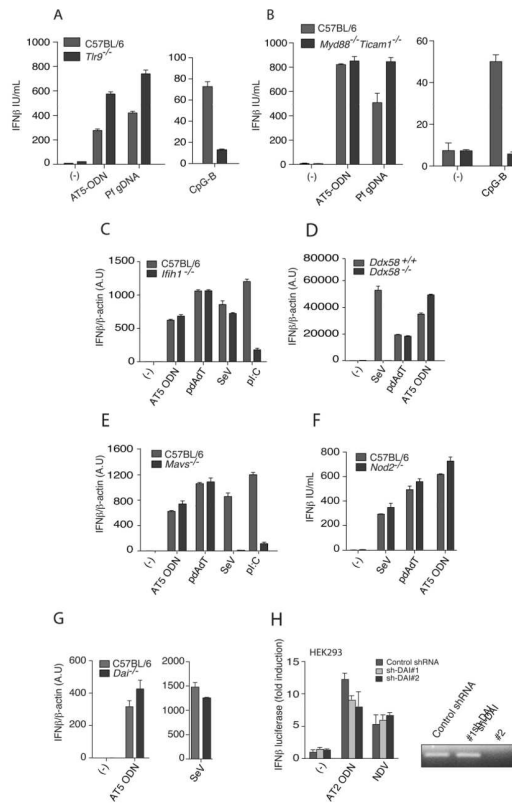 A
C57BL/6
Tlr9-/-
IFNβ IU/mL
1000
800
600
400
200
0
(-)
AT5-ODN
Pf gDNA
100
80
60
40
20
0
CpG-B
B
C57BL/6
Myd88-/-Ticam1-/-
IFNβ IU/mL
1000
800
600
400
200
0
(-)
AT5-ODN
Pf gDNA
60
40
20
0
(-)
CpG-B
C
C57BL/6
Ifih1 -/-
IFNβ/β-actin (A.U)
1500
1000
500
0
(-)
AT5 ODN
pdAdT
SeV
pI:C
D
Ddx58 +/+
Ddx58 -/-
IFNβ/β-actin (A.U)
80000
60000
40000
20000
0
(-)
SeV
pdAdT
AT5 ODN
E
C57BL/6
Mavs-/-
IFNβ/β-actin (A.U)
1600
1200
800
400
0
(-)
AT5 ODN
pdAdT
SeV
pI:C
F
C57BL/6
Nod2-/-
IFNβ IU/mL
1000
800
600
400
200
0
(-)
SeV
pdAdT
AT5 ODN
G
C57BL/6
Dai-/-
IFNβ/β-actin (A.U)
1000
800
600
400
200
0
(-)
AT5 ODN
2000
1500
1000
500
0
SeV
H
HEK293
Control shRNA
sh-DAI#1
sh-DAI#2
IFNβ luciferase (fold induction)
15
10
5
0
(-)
AT2 ODN
NDV
Control shRNA
#1sh-DAI
sh-DAI
#2